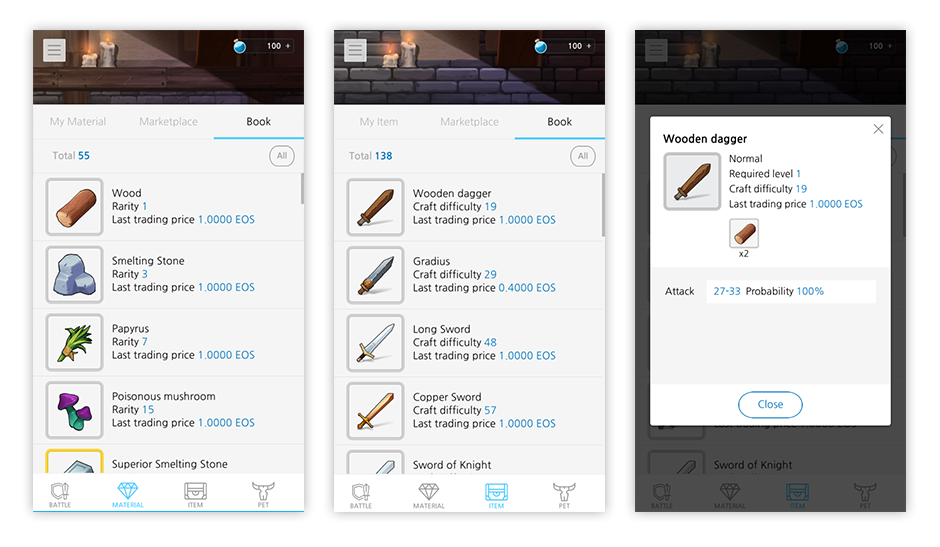 100 +
My Material Marketplace Book
Total 55 All
Wood
Rarity 1
Last trading price 1.0000 EOS
Smelting Stone
Rarity 3
Last trading price 1.0000 EOS
Papyrus
Rarity 7
Last trading price 1.0000 EOS
Poisonous mushroom
Rarity 15
Last trading price 1.0000 EOS
Superior Smelting Stone
BATTLE MATERIAL ITEM PET
100 +
My Item Marketplace Book
Total 138 All
Wooden dagger
Craft difficulty 19
Last trading price 1.0000 EOS
Gradius
Craft difficulty 29
Last trading price 0.4000 EOS
Long Sword
Craft difficulty 48
Last trading price 1.0000 EOS
Copper Sword
Craft difficulty 57
Last trading price 1.0000 EOS
Sword of Knight
BATTLE MATERIAL ITEM PET
100 +
Wooden dagger
Normal
Required level 1
Craft difficulty 19
Last trading price 1.0000 EOS
x2
Attack 27-33 Probability 100%
Close
Last trading price 1.0000 EOS
Sword of Knight
BATTLE MATERIAL ITEM PET